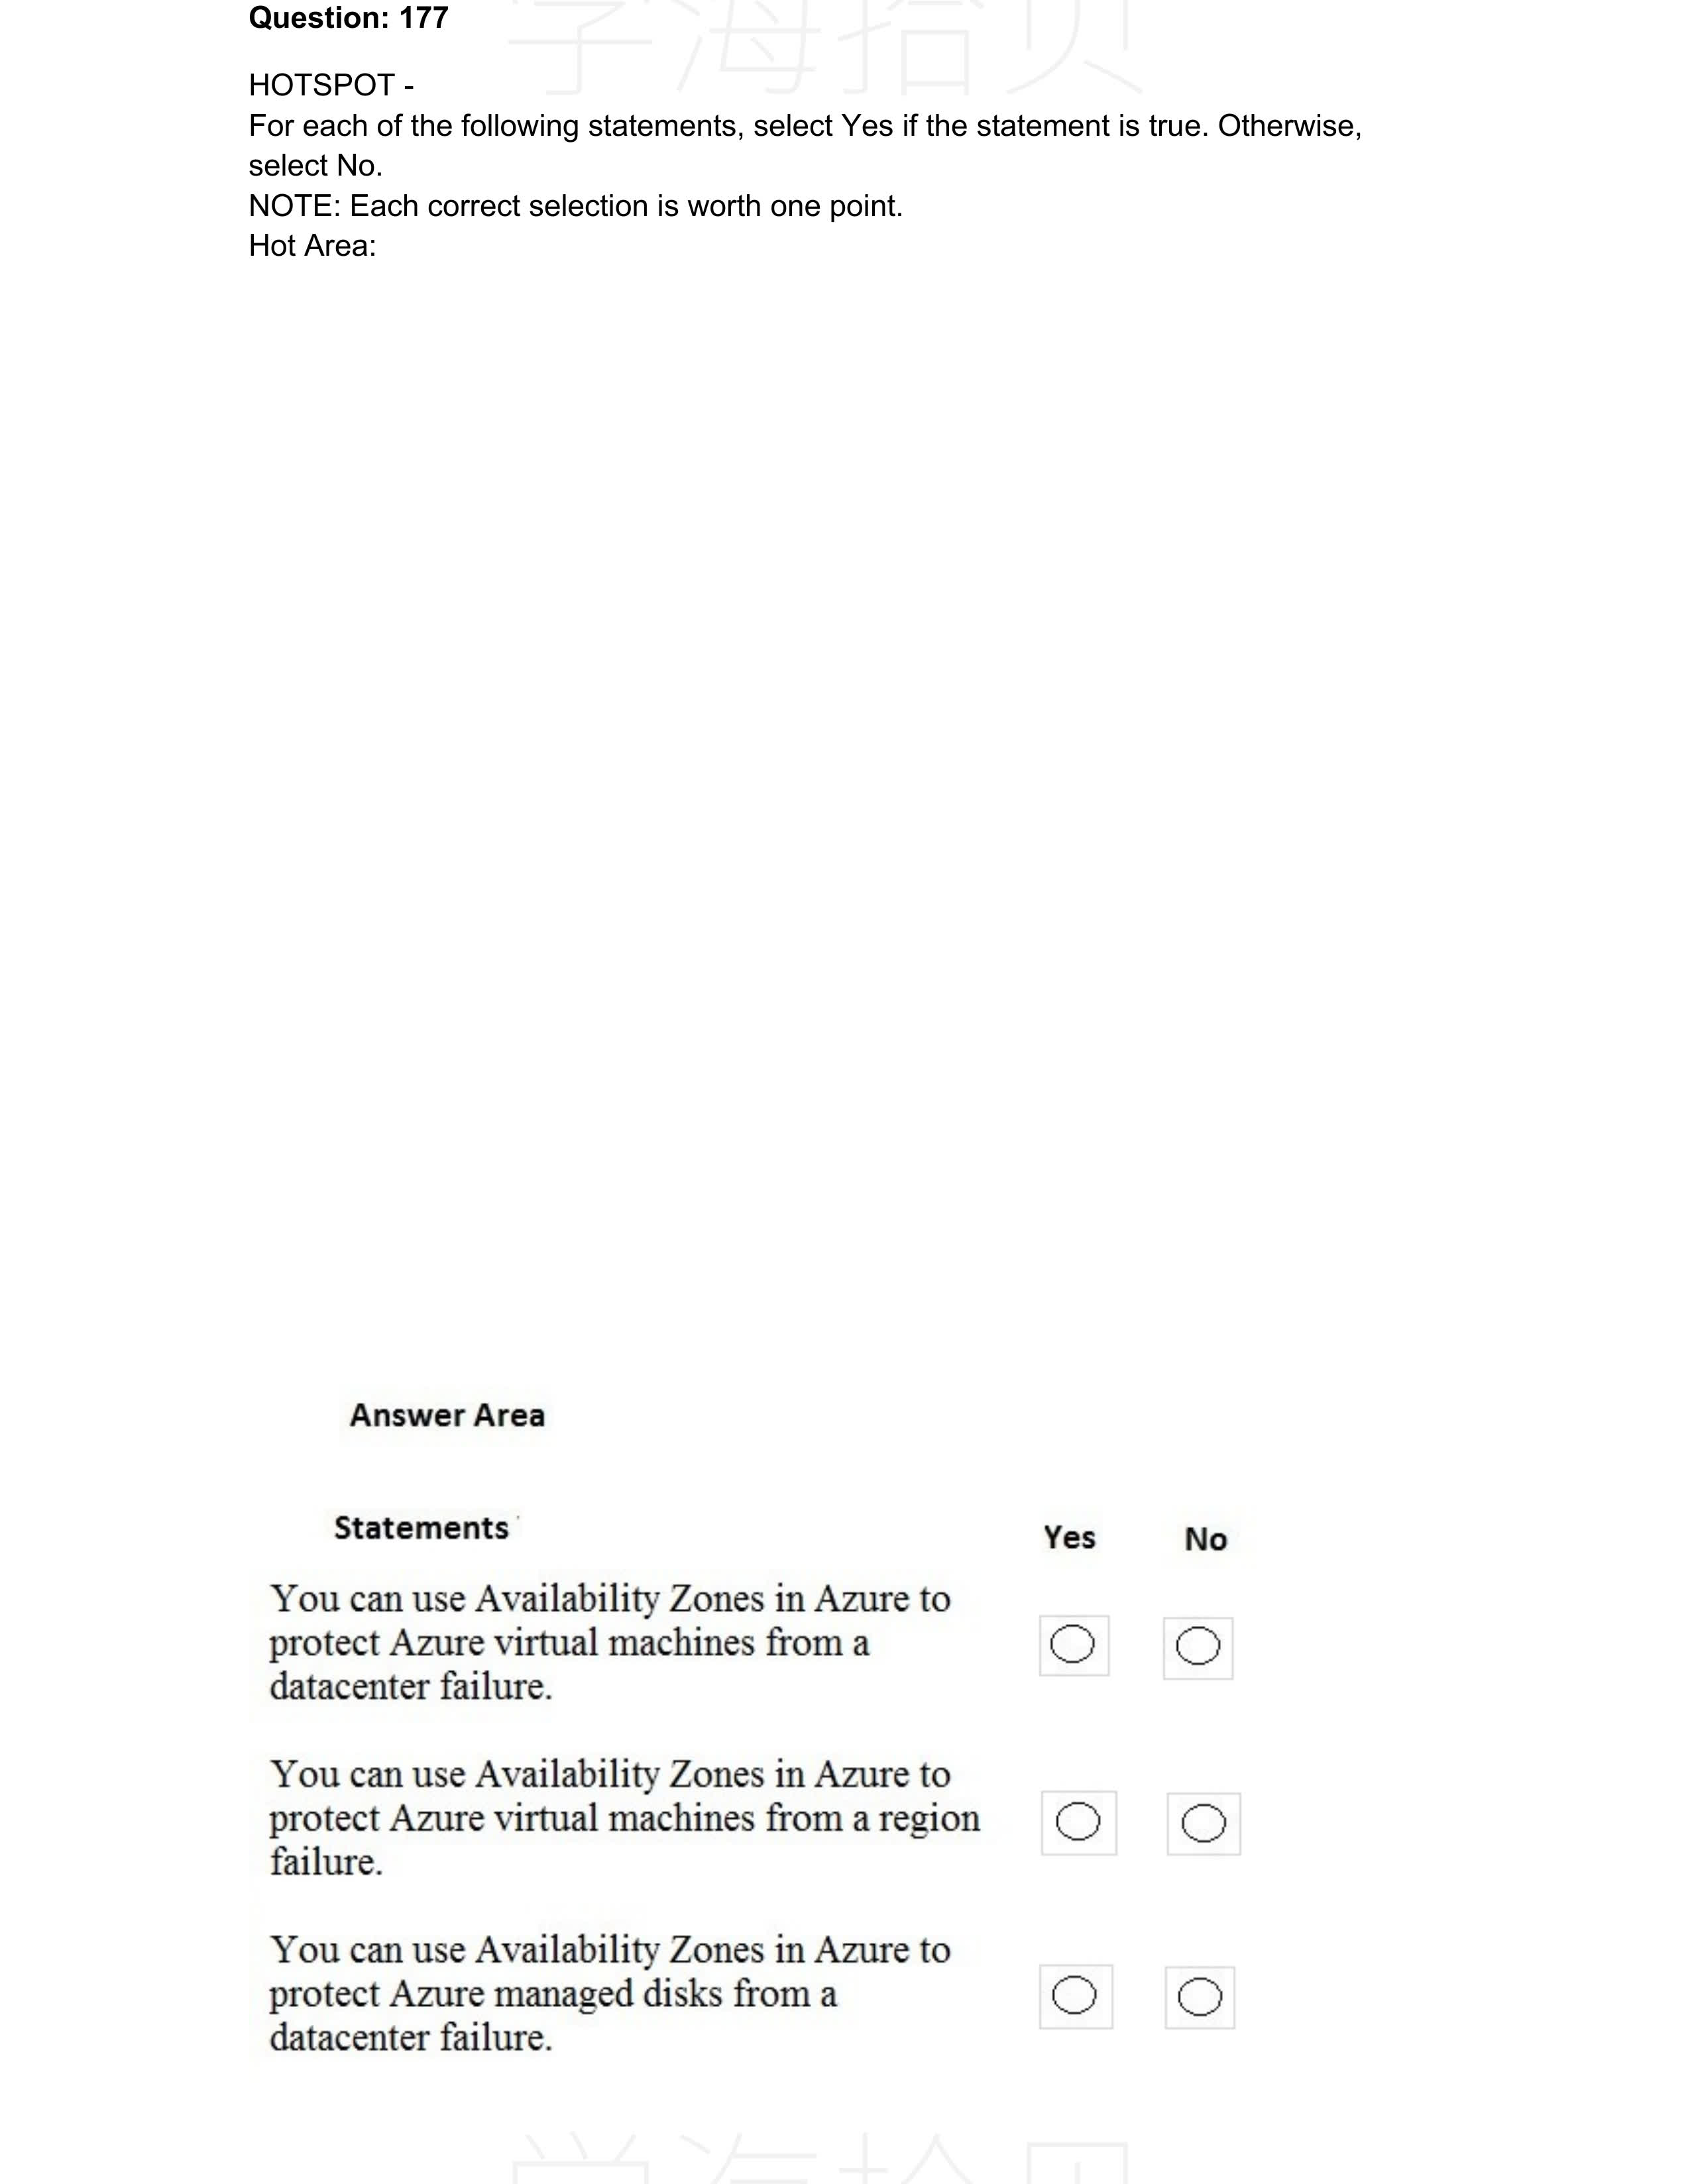 学海拾贝
Question: 177
HOTSPOT -
For each of the following statements, select Yes if the statement is true. Otherwise,
select No.
NOTE: Each correct selection is worth one point.
Hot Area:
Answer Area
Statements
Yes No
You can use Availability Zones in Azure to
protect Azure virtual machines from a
datacenter failure.
You can use Availability Zones in Azure to
protect Azure virtual machines from a region
failure.
You can use Availability Zones in Azure to
protect Azure managed disks from a
datacenter failure.
学海拾贝